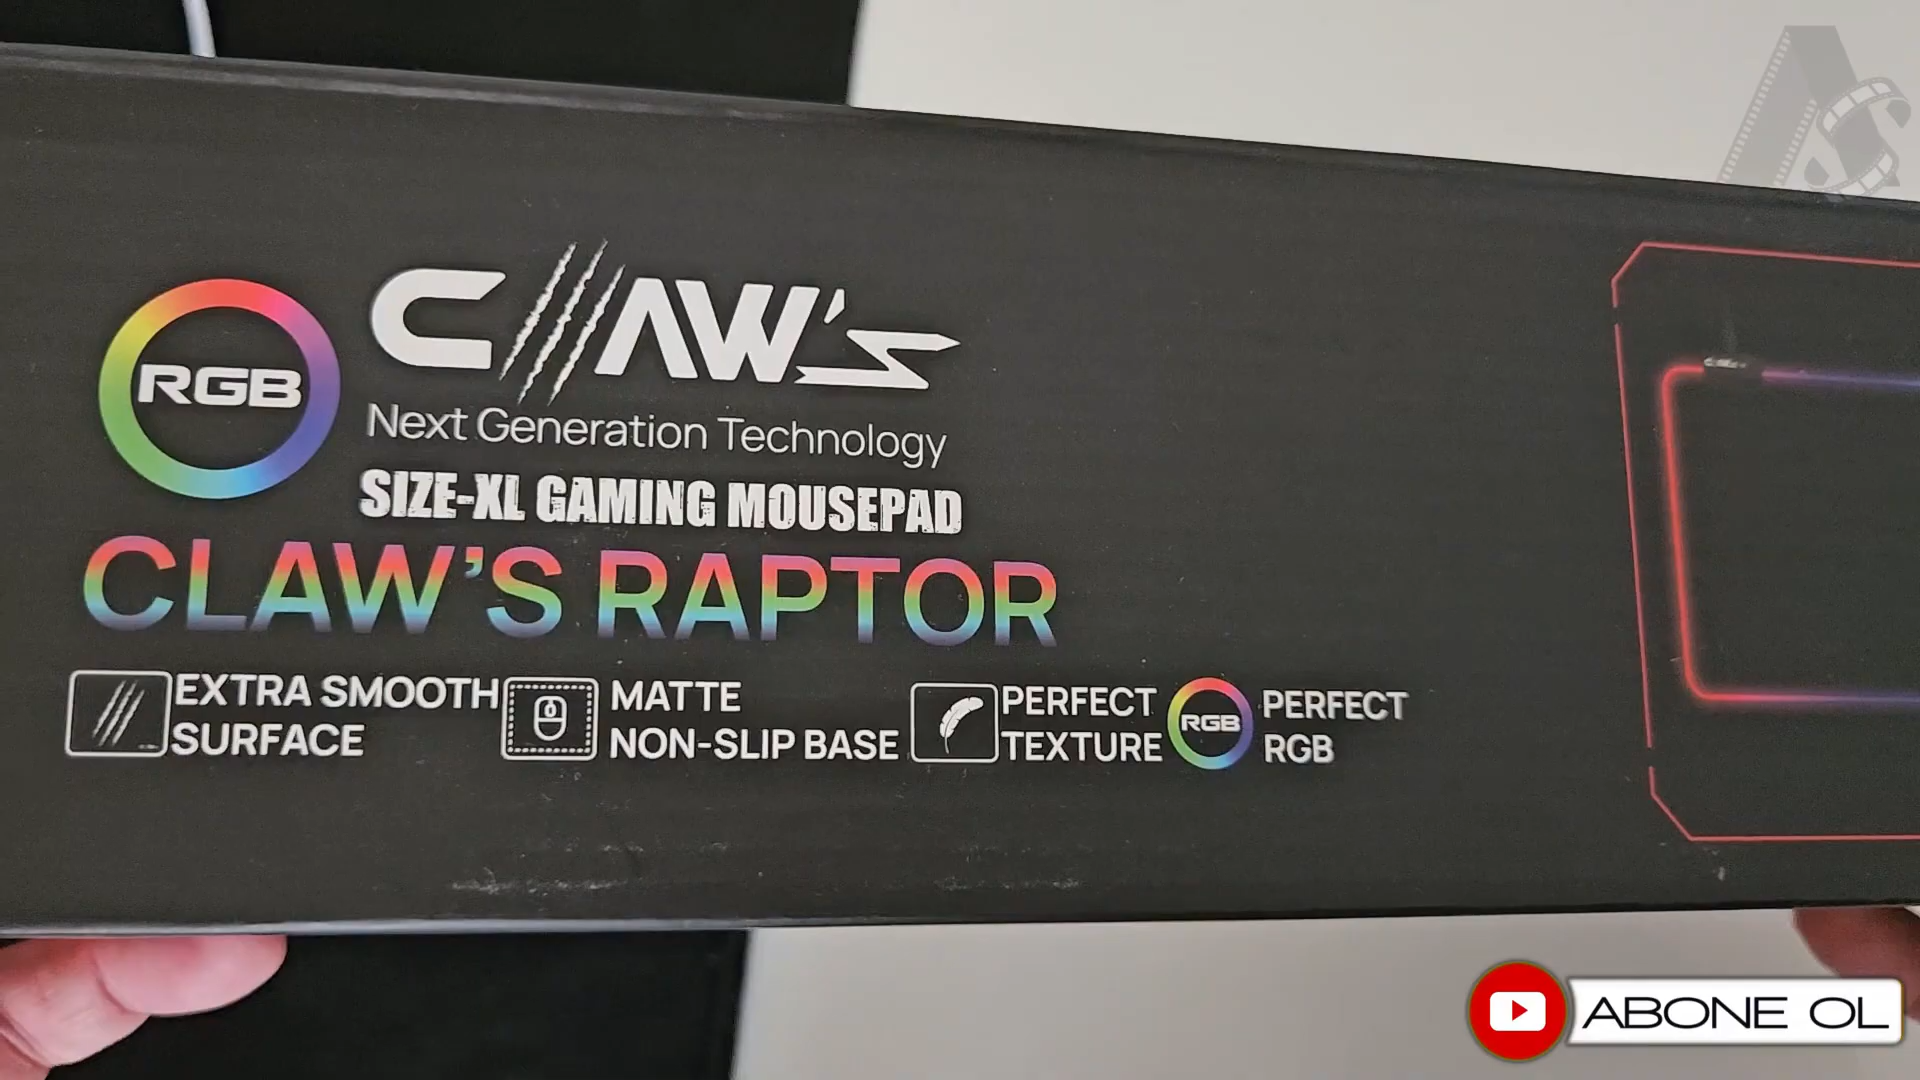 RGB
CLAW's
Next Generation Technology
SIZE-XL GAMING MOUSEPAD
CLAW'S RAPTOR
EXTRA SMOOTH
SURFACE
MATTE
NON-SLIP BASE
PERFECT
TEXTURE
RGB
PERFECT
RGB
ABONE OL